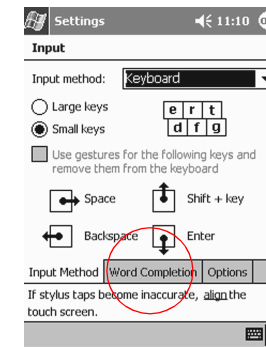 Settings 11:10
Input
Input method: Keyboard
Large keys
Small keys
e r t
d f g
Use gestures for the following keys and
remove them from the keyboard
Space Shift + key
Backspace Enter
Input Method Word Completion Options
If stylus taps become inaccurate, align the
touch screen.